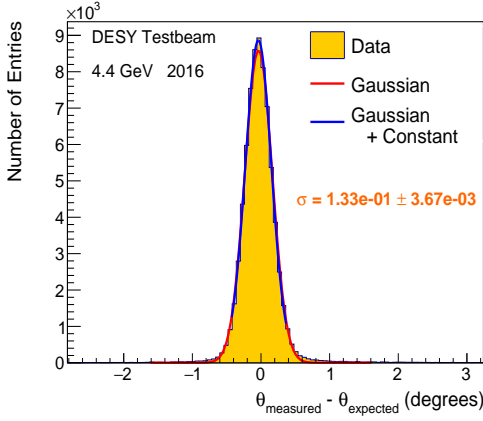 ×10³
9
8
7
6
5
4
3
2
1
0
Number of Entries
DESY Testbeam
4.4 GeV 2016
Data
Gaussian
Gaussian
+ Constant
σ = 1.33e-01 ± 3.67e-03
−2 −1 0 1 2 3
θmeasured - θexpected (degrees)